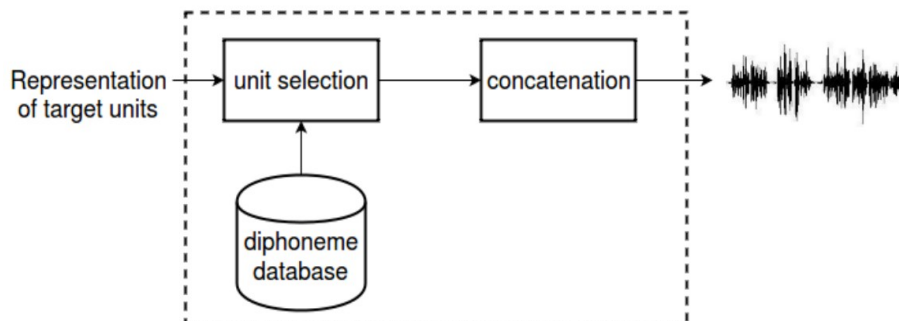 Representation
of target units
unit selection
concatenation
diphoneme
database